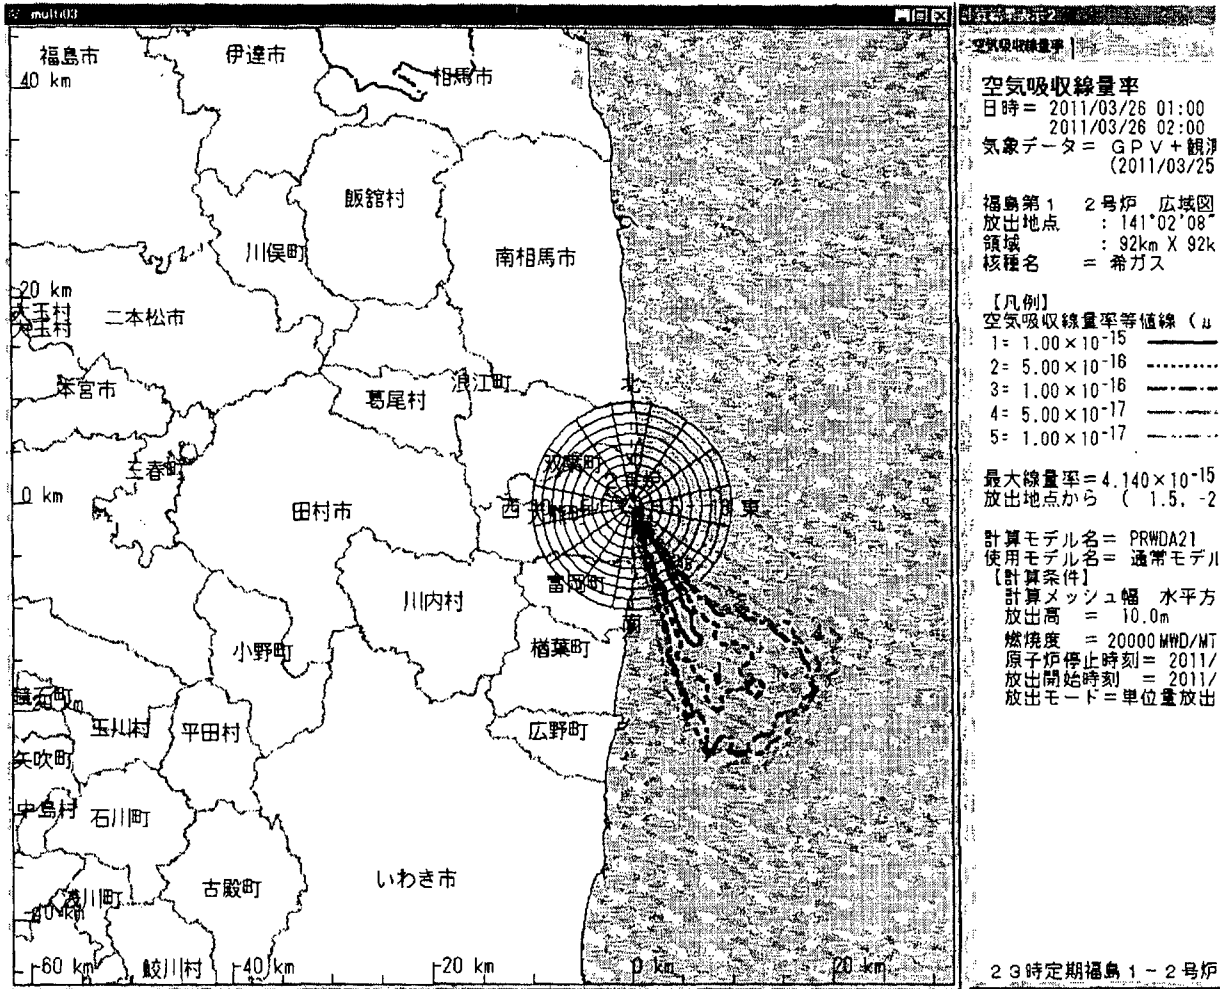 multi03
福島市
伊達市
相馬市
40 km
飯舘村
川俣町
南相馬市
20 km
大玉村
大玉村
二本松市
本宮市
浪江町
北
葛尾村
双葉町
三春町
0 km
田村市
西
東
富岡町
川内村
南
小野町
楢葉町
鏡石町
玉川村
平田村
広野町
矢吹町
中島村
石川町
いわき市
浅川町
古殿町
-60 km
鮫川村
-40 km
-20 km
0 km
20 km
空気吸収線量率
空気吸収線量率
日時= 2011/03/26 01:00
2011/03/26 02:00
気象データ= GPV+観測
(2011/03/25
福島第1 2号炉 広域図
放出地点 : 141°02'08"
領域 : 92km X 92k
核種名 = 希ガス
【凡例】
空気吸収線量率等値線 (μ
1= 1.00×10-15
2= 5.00×10-16
3= 1.00×10-16
4= 5.00×10-17
5= 1.00×10-17
最大線量率=4.140×10-15
放出地点から ( 1.5, -2
計算モデル名= PRWDA21
使用モデル名= 通常モデル
【計算条件】
計算メッシュ幅 水平方
放出高 = 10.0m
燃焼度 = 20000MWD/MT
原子炉停止時刻= 2011/
放出開始時刻 = 2011/
放出モード=単位量放出
23時定期福島1-2号炉